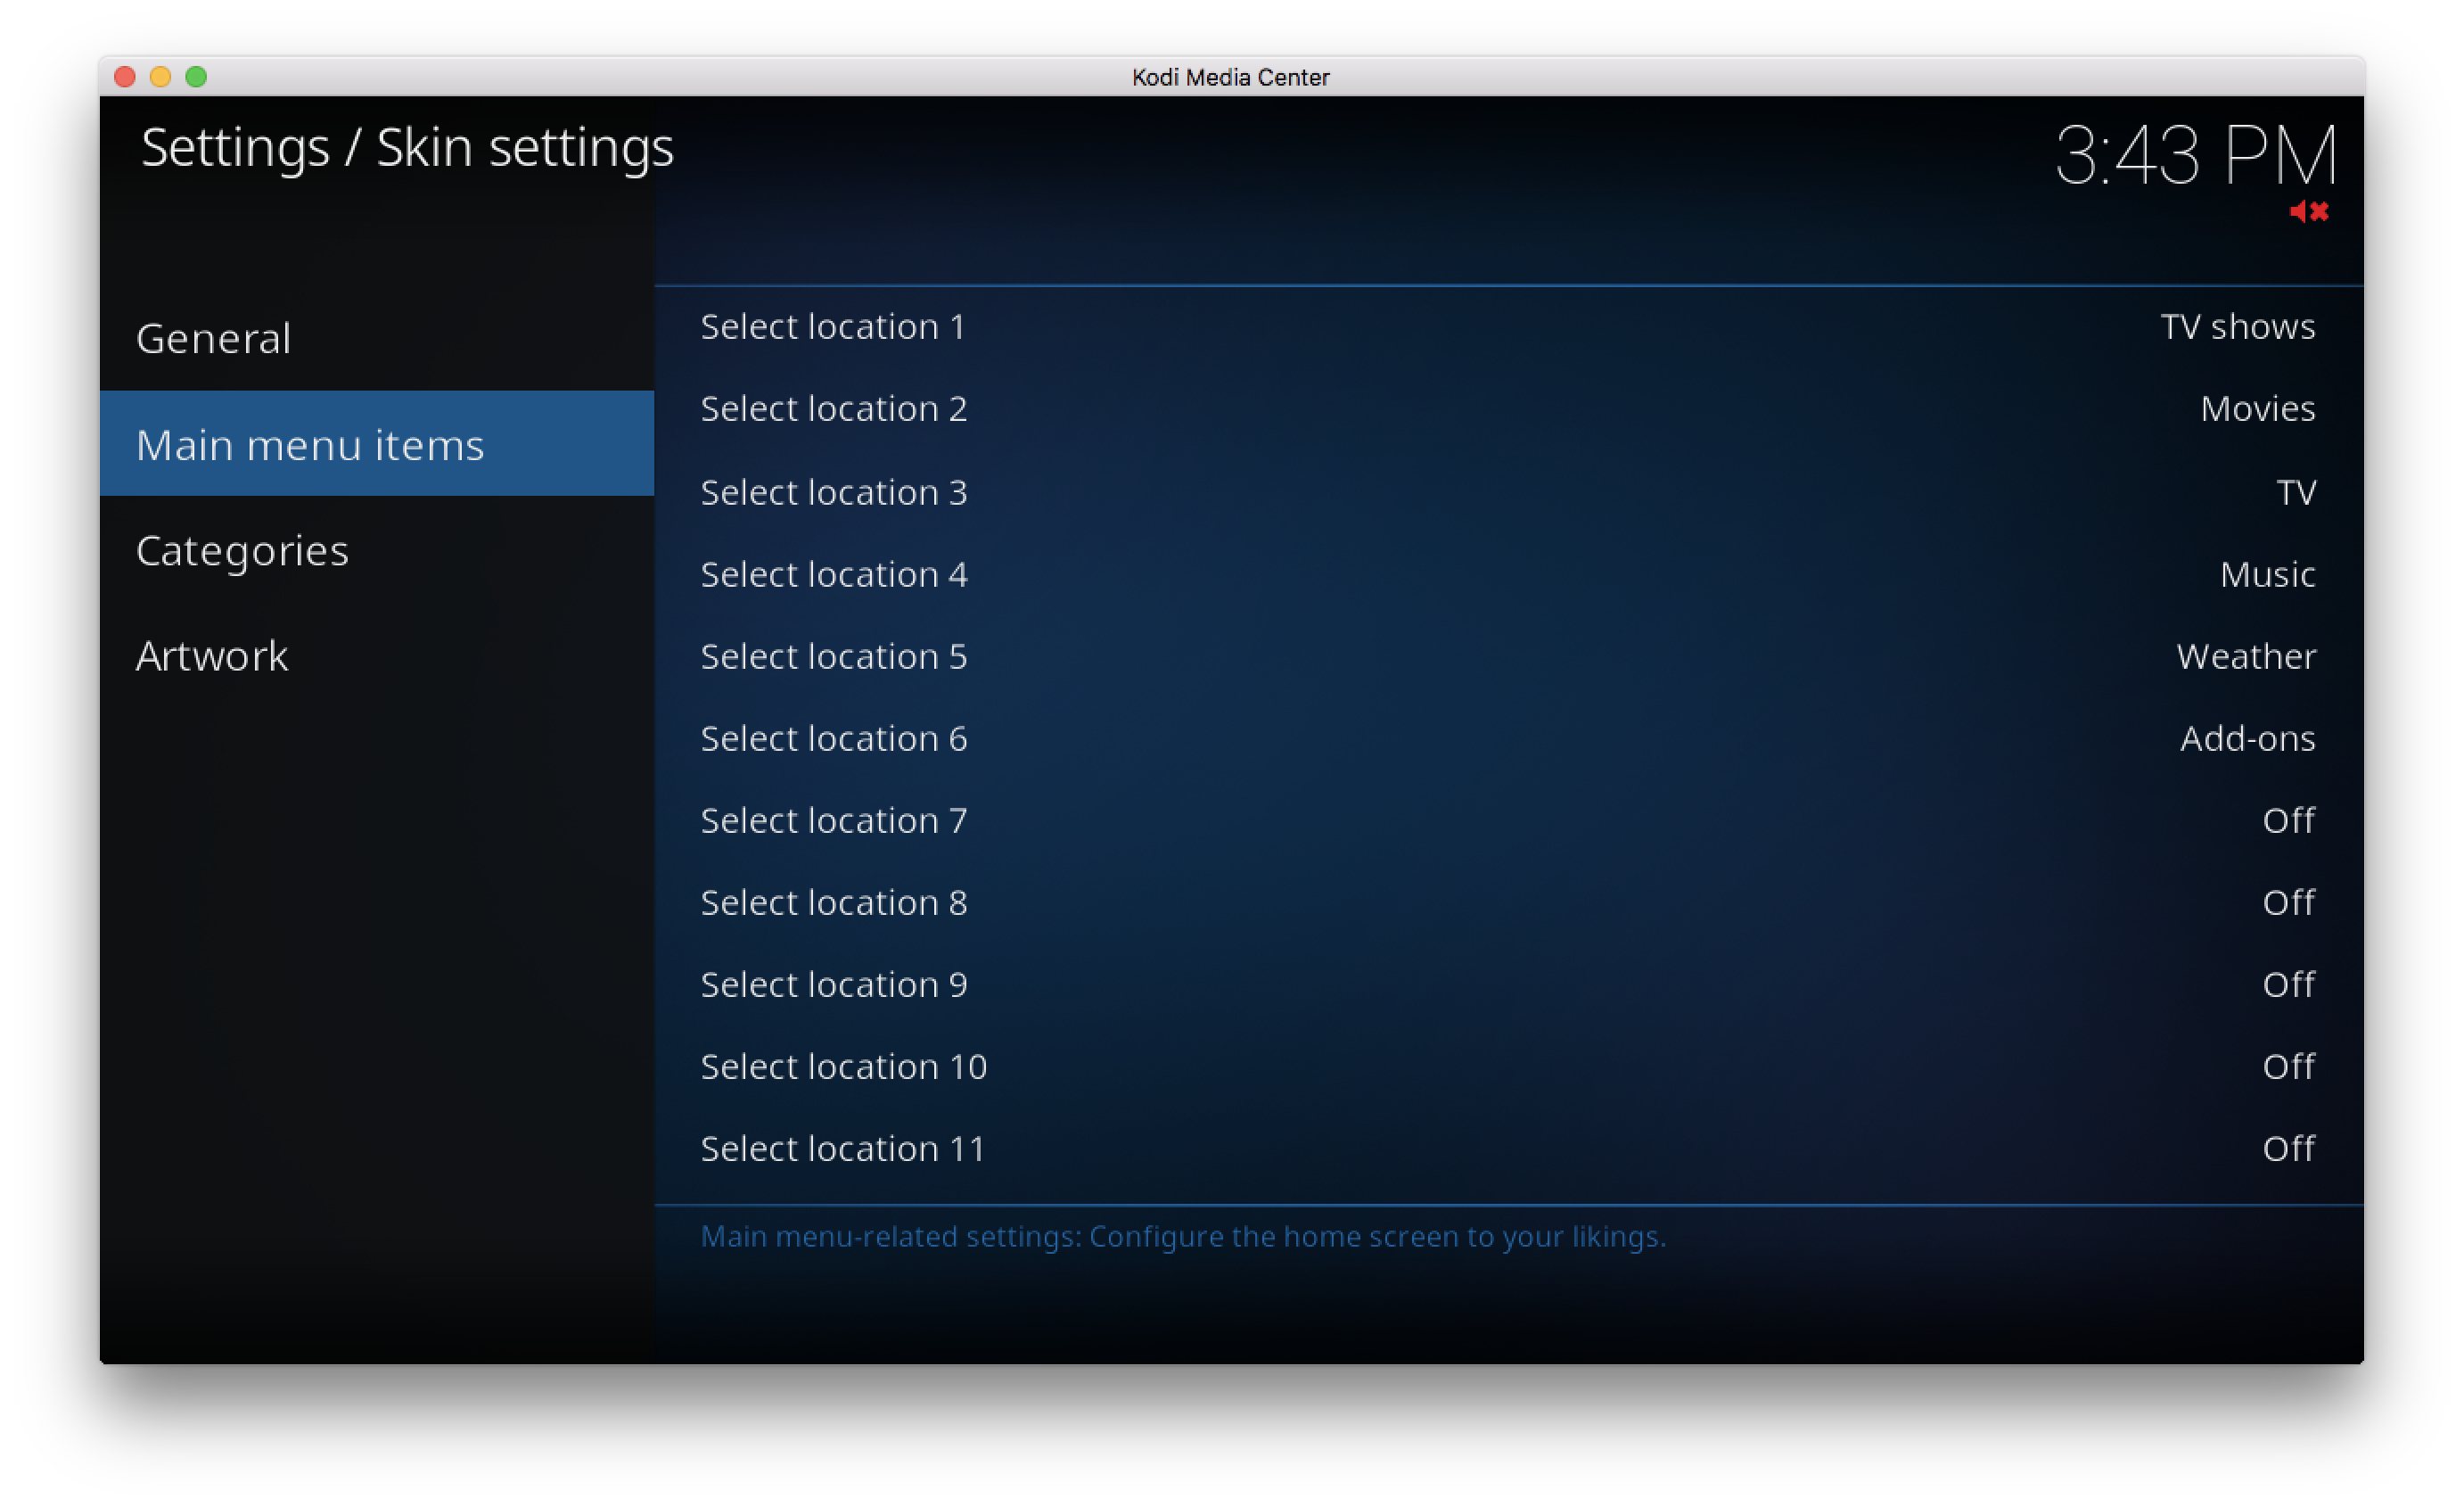 Kodi Media Center
Settings / Skin settings
3:43 PM
General
Main menu items
Categories
Artwork
Select location 1 TV shows
Select location 2 Movies
Select location 3 TV
Select location 4 Music
Select location 5 Weather
Select location 6 Add-ons
Select location 7 Off
Select location 8 Off
Select location 9 Off
Select location 10 Off
Select location 11 Off
Main menu-related settings: Configure the home screen to your likings.